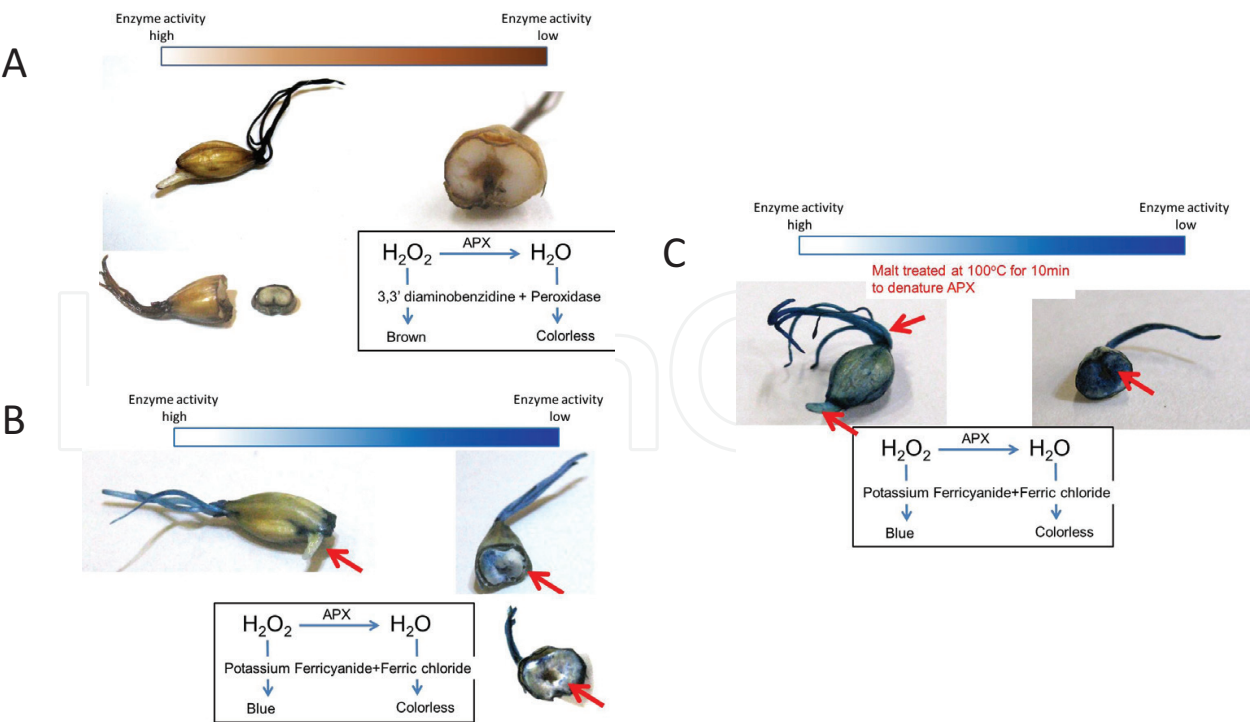 A
Enzyme activity
high
Enzyme activity
low
H₂O₂ APX H₂O
3,3' diaminobenzidine + Peroxidase
Brown Colorless
B
Enzyme activity
high
Enzyme activity
low
H₂O₂ APX H₂O
Potassium Ferricyanide+Ferric chloride
Blue Colorless
C
Enzyme activity
high
Enzyme activity
low
Malt treated at 100°C for 10min
to denature APX
H₂O₂ APX H₂O
Potassium Ferricyanide+Ferric chloride
Blue Colorless